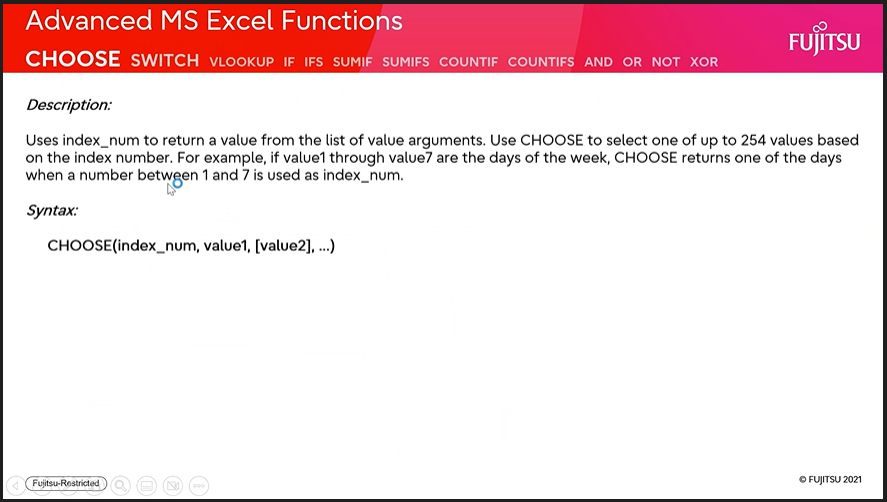 Advanced MS Excel Functions
FUJITSU
CHOOSE SWITCH VLOOKUP IF IFS SUMIF SUMIFS COUNTIF COUNTIFS AND OR NOT XOR
Description:
Uses index_num to return a value from the list of value arguments. Use CHOOSE to select one of up to 254 values based
on the index number. For example, if value1 through value7 are the days of the week, CHOOSE returns one of the days
when a number between 1 and 7 is used as index_num.
Syntax:
CHOOSE(index_num, value1, [value2], ...)
Fujitsu-Restricted
© FUJITSU 2021